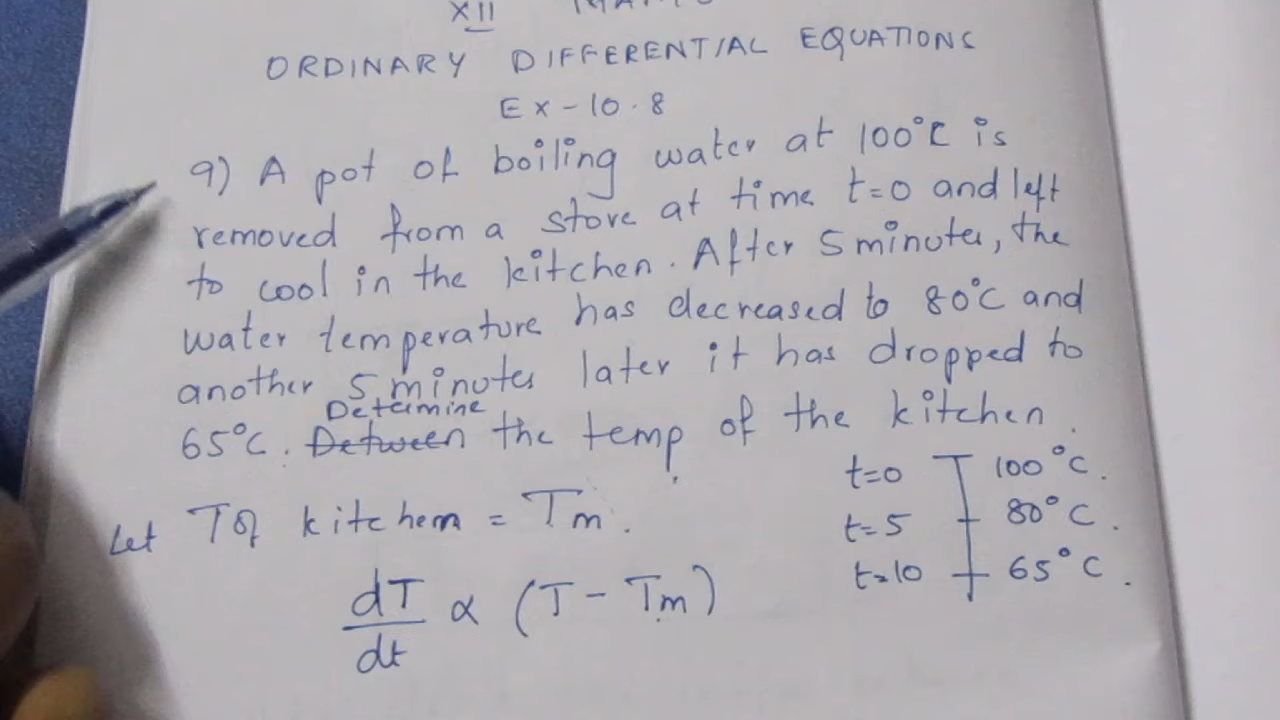 XII
ORDINARY DIFFERENTIAL EQUATIONS
Ex - 10.8
9) A pot of boiling water at 100°C is
removed from a stove at time t=0 and left
to cool in the kitchen. After 5 minutes, the
water temperature has decreased to 80°C and
another 5 minutes later it has dropped to
Determine
65°C. Between the temp of the kitchen.
t=0 100°C.
Let T of kitchen = Tm.
t=5 80°C.
t=10 65°C.
dT/dt ∝ (T - Tm)